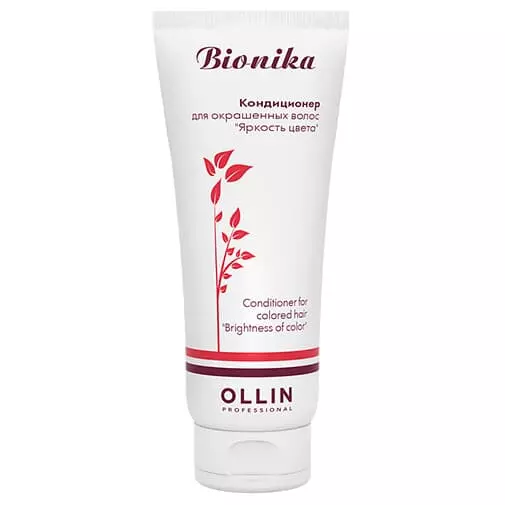 Bionika
Кондиционер
для окрашенных волос
"Яркость цвета"
Conditioner for
colored hair
"Brightness of color"
OLLIN
PROFESSIONAL